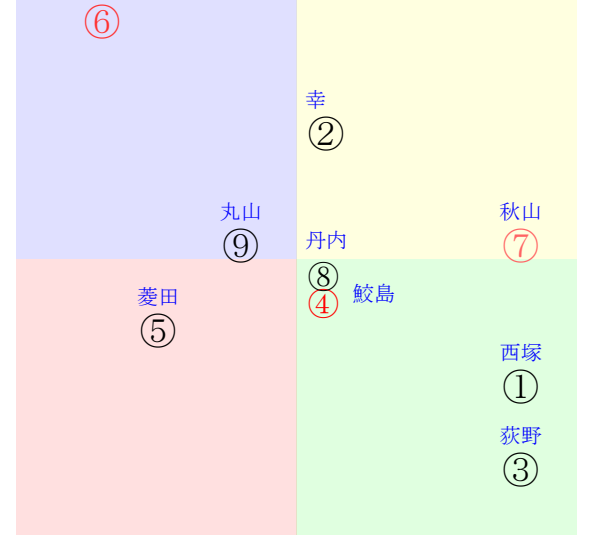 ⑥
幸
②
丸山
⑨
秋山
⑦
丹内
⑧
④
鮫島
菱田
⑤
西塚
①
荻野
③